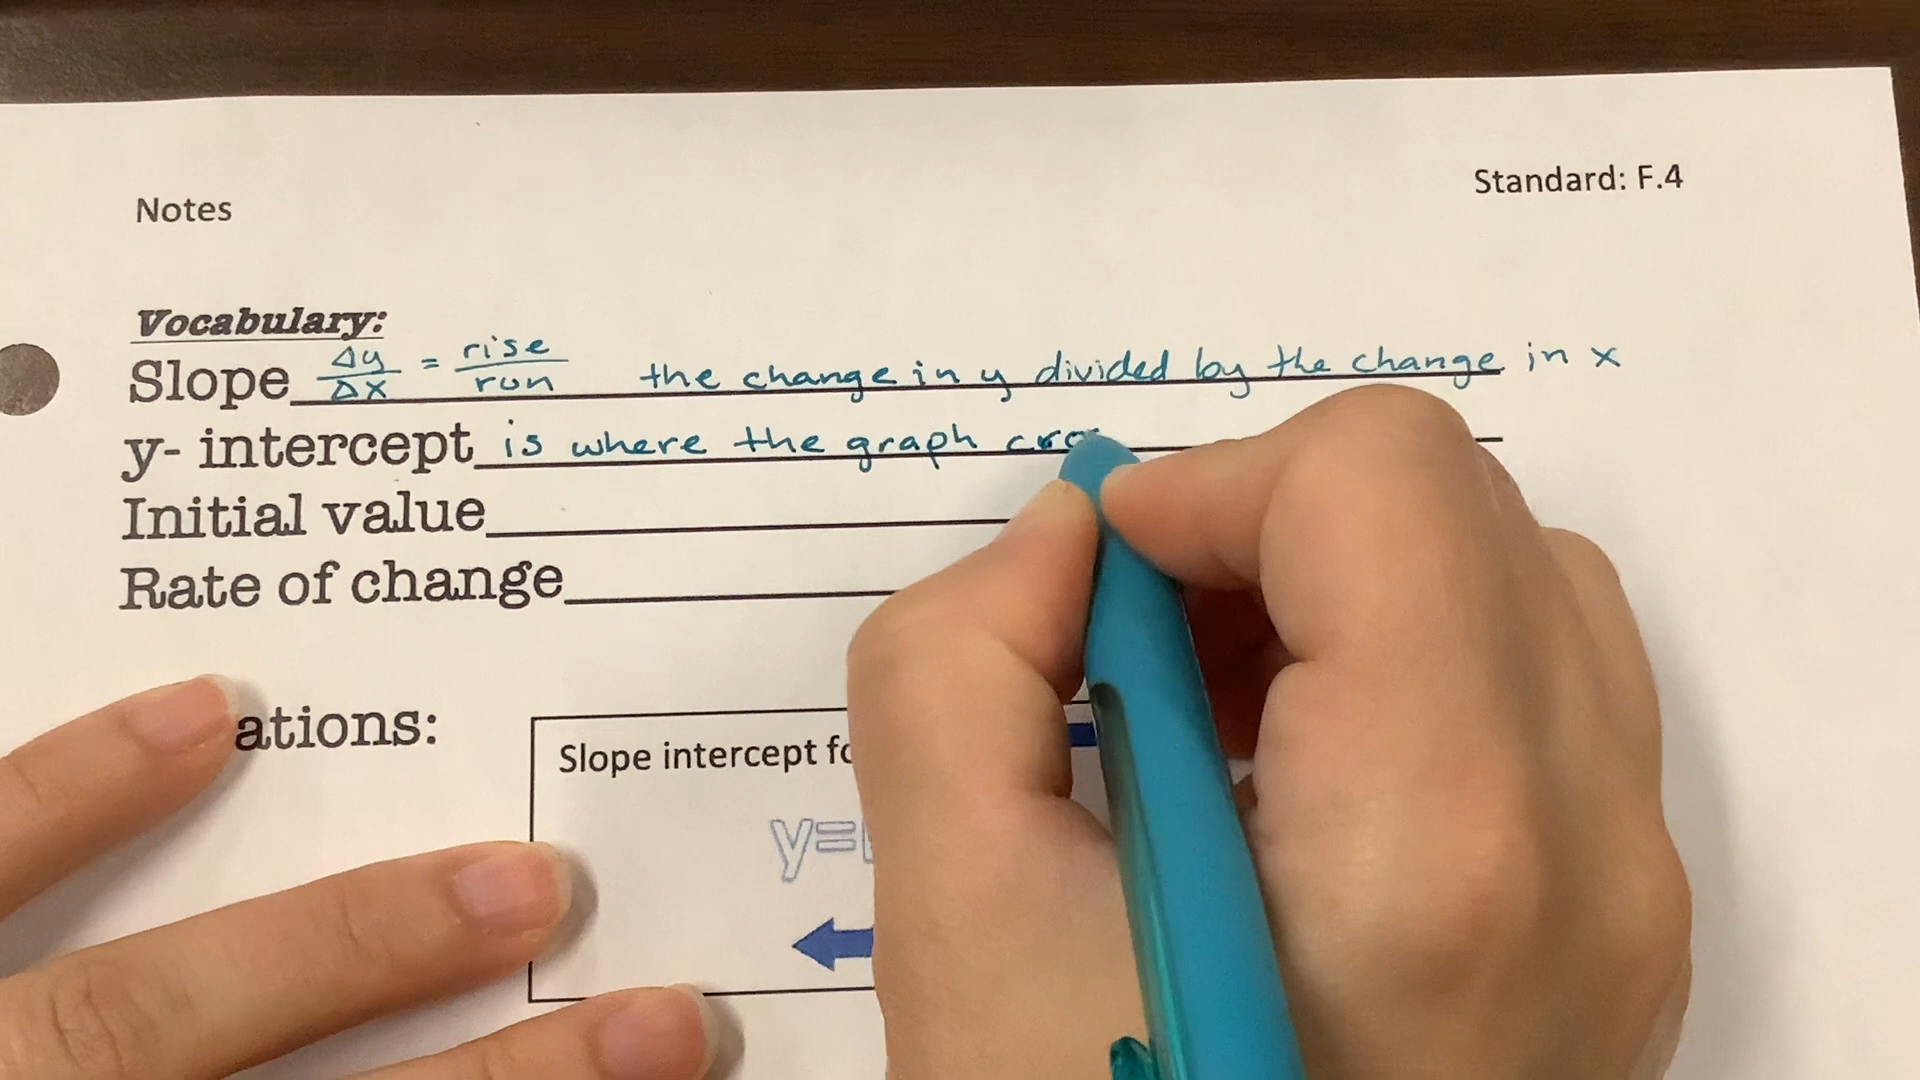 Standard: F.4
Notes
Vocabulary:
Slope Δy/Δx = rise/run the change in y divided by the change in x
y- intercept is where the graph
Initial value
Rate of change
ations:
Slope intercept
y=